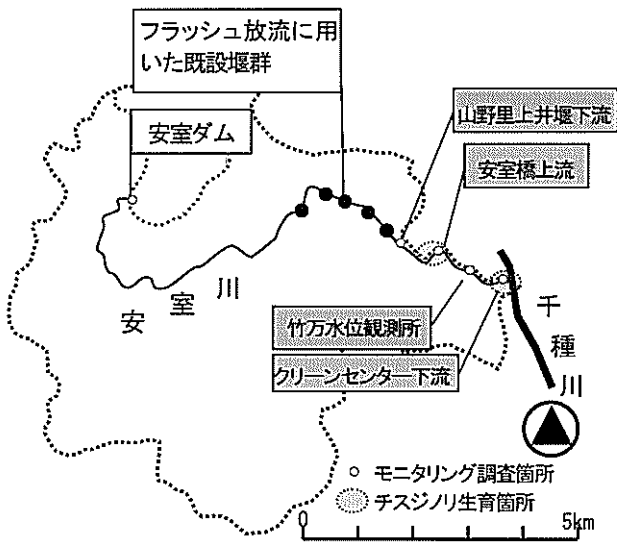 フラッシュ放流に用
いた既設堰群
山野里上井堰下流
安室ダム
安室橋上流
安室川
竹万水位観測所
千種川
クリーンセンター下流
モニタリング調査箇所
チスジノリ生育箇所
0
5km